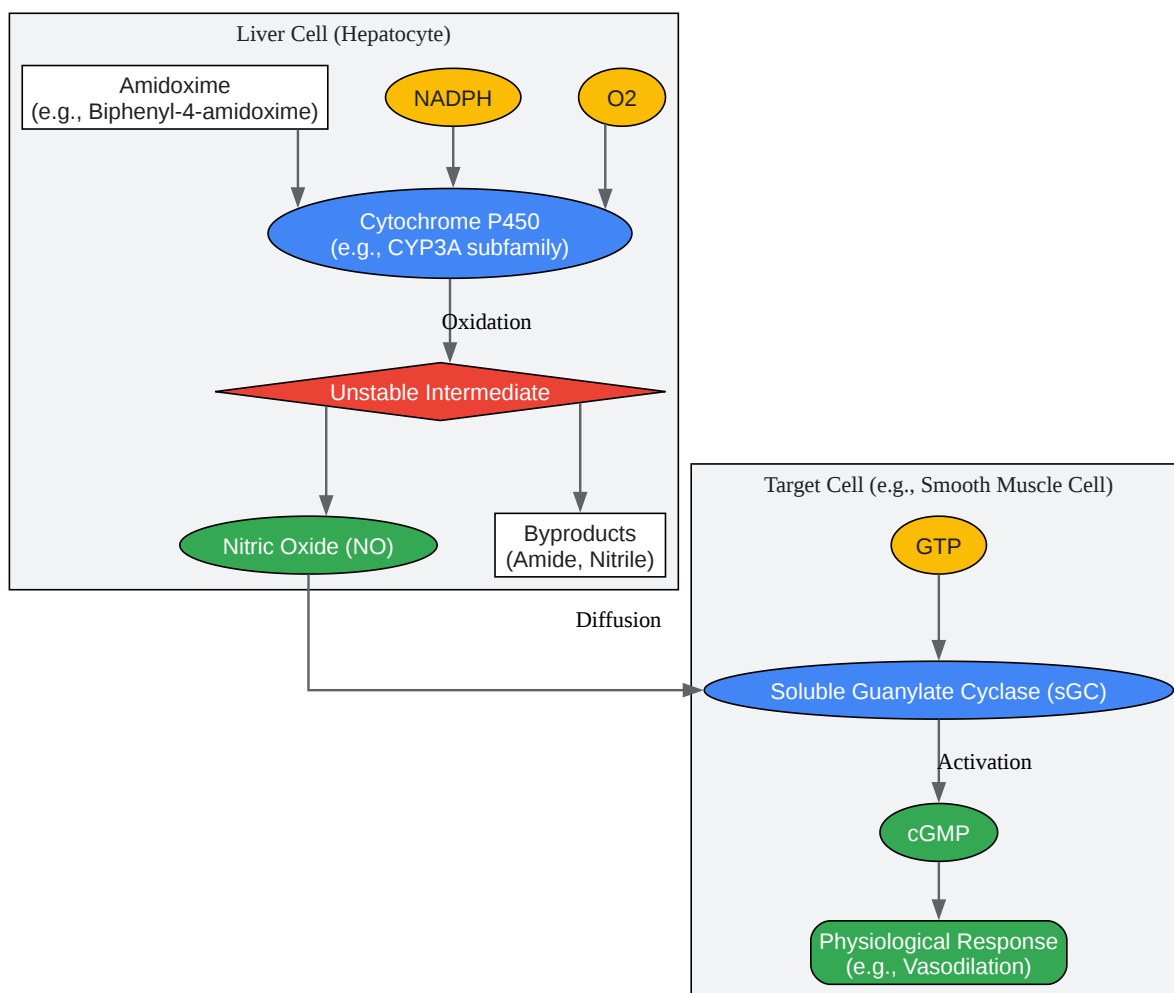 Liver Cell (Hepatocyte)
Amidoxime
(e.g., Biphenyl-4-amidoxime)
NADPH
O2
Cytochrome P450
(e.g., CYP3A subfamily)
Oxidation
Unstable Intermediate
Nitric Oxide (NO)
Byproducts
(Amide, Nitrile)
Diffusion
Target Cell (e.g., Smooth Muscle Cell)
GTP
Soluble Guanylate Cyclase (sGC)
Activation
cGMP
Physiological Response
(e.g., Vasodilation)